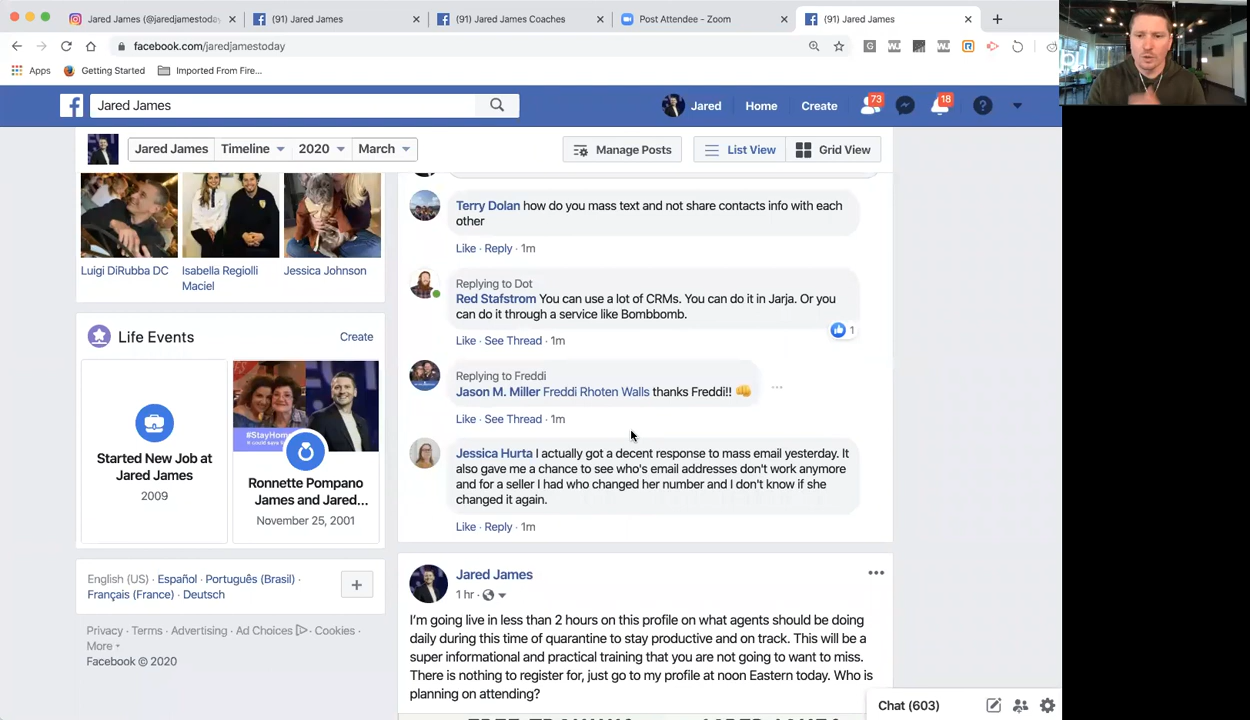 Jared James (@jaredjamestoday
(91) Jared James
(91) Jared James Coaches
Post Attendee - Zoom
(91) Jared James
facebook.com/jaredjamestoday
Apps
Getting Started
Imported From Fire...
Jared James
Jared
Home
Create
73
18
Jared James
Timeline
2020
March
Manage Posts
List View
Grid View
Luigi DiRubba DC
Isabella Regiolli
Maciel
Jessica Johnson
Life Events
Create
#StayHom
Started New Job at
Jared James
2009
Ronnette Pompano
James and Jared...
November 25, 2001
English (US) · Español · Português (Brasil) ·
Français (France) · Deutsch
Privacy · Terms · Advertising · Ad Choices · Cookies ·
More
Facebook © 2020
Terry Dolan how do you mass text and not share contacts info with each
other
Like · Reply · 1m
Replying to Dot
Red Stafstrom You can use a lot of CRMs. You can do it in Jarja. Or you
can do it through a service like Bombbomb.
1
Like · See Thread · 1m
Replying to Freddi
Jason M. Miller Freddi Rhoten Walls thanks Freddi!! 👊
Like · See Thread · 1m
Jessica Hurta I actually got a decent response to mass email yesterday. It
also gave me a chance to see who's email addresses don't work anymore
and for a seller I had who changed her number and I don't know if she
changed it again.
Like · Reply · 1m
Jared James
1 hr ·
I'm going live in less than 2 hours on this profile on what agents should be doing
daily during this time of quarantine to stay productive and on track. This will be a
super informational and practical training that you are not going to want to miss.
There is nothing to register for, just go to my profile at noon Eastern today. Who is
planning on attending?
Chat (603)